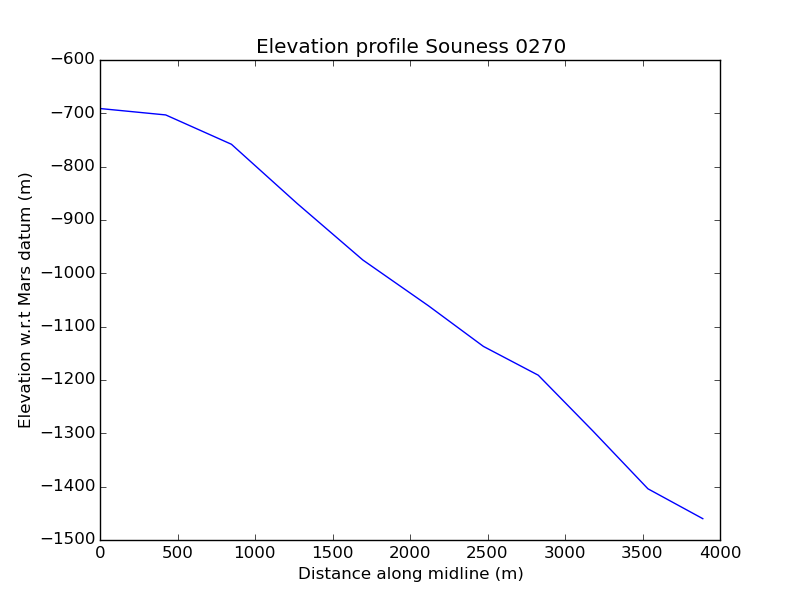 Elevation profile Souness 0270
−600
−700
−800
−900
−1000
−1100
−1200
−1300
−1400
−1500
Elevation w.r.t Mars datum (m)
0 500 1000 1500 2000 2500 3000 3500 4000
Distance along midline (m)